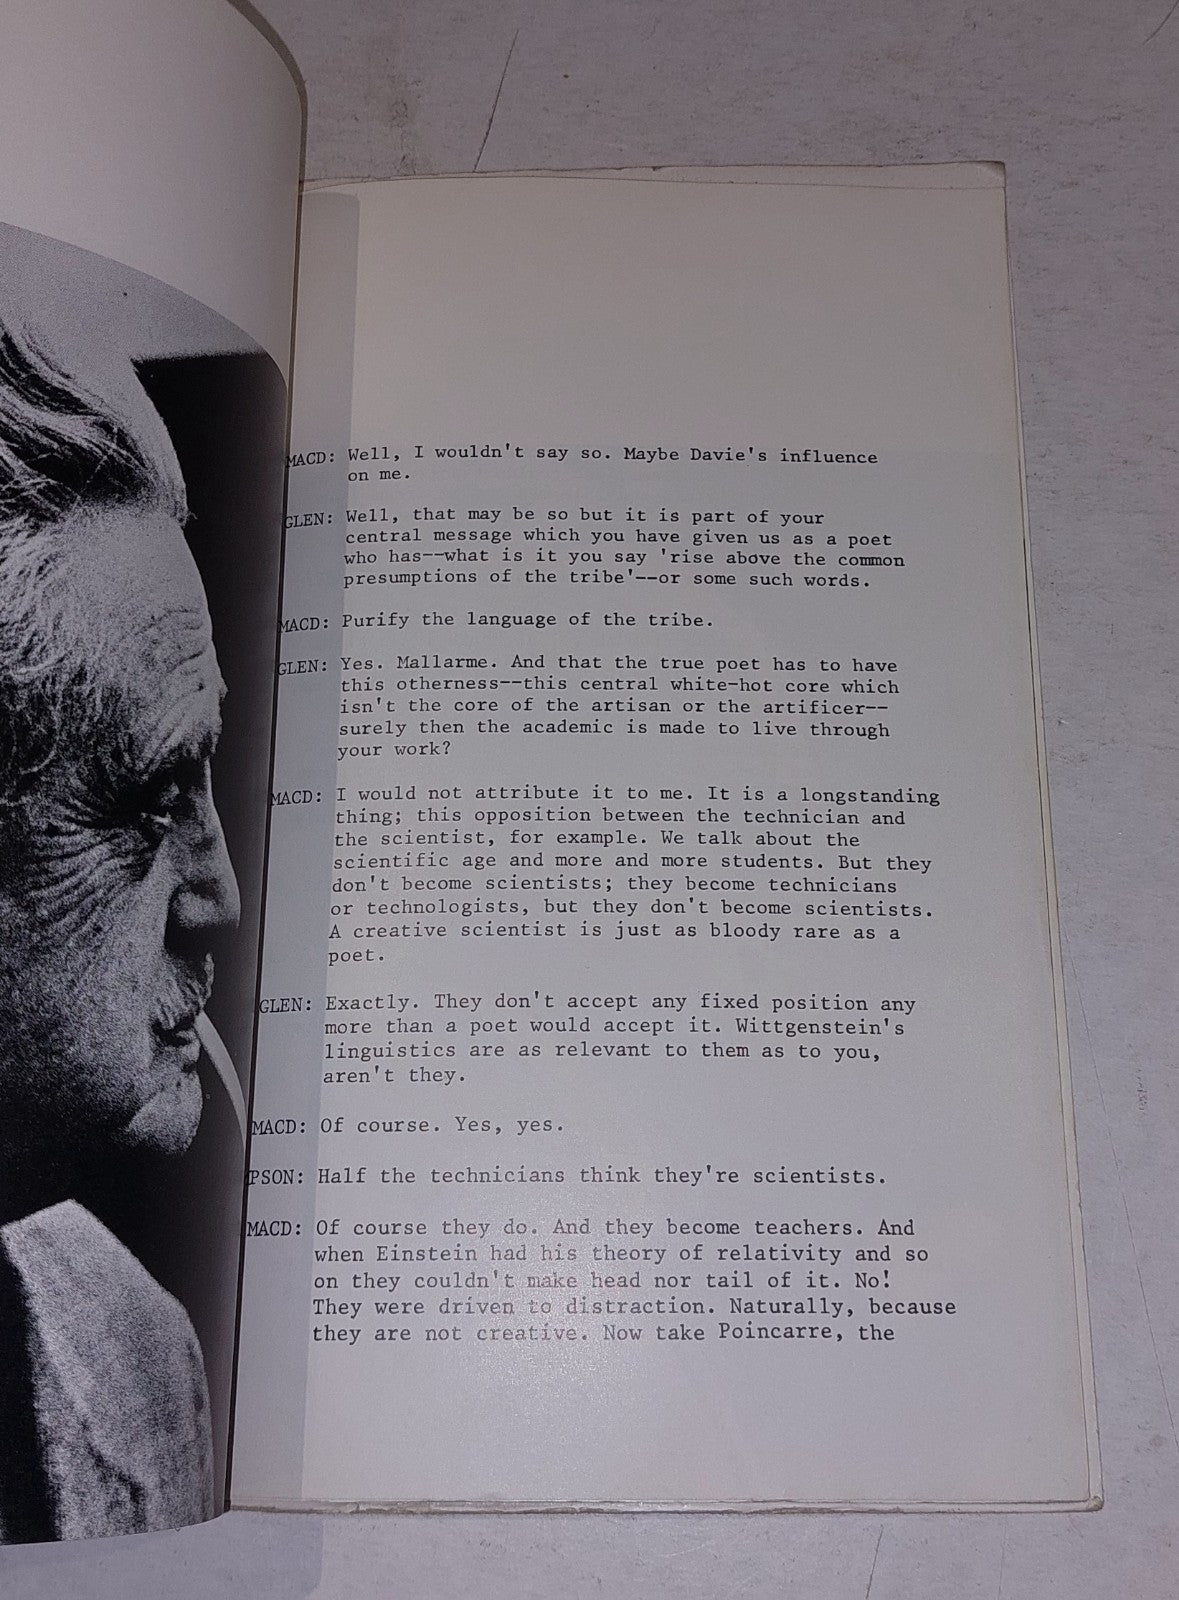 MACD: Well, I wouldn't say so. Maybe Davie's influence
on me.
GLEN: Well, that may be so but it is part of your
central message which you have given us as a poet
who has--what is it you say 'rise above the common
presumptions of the tribe'--or some such words.
MACD: Purify the language of the tribe.
GLEN: Yes. Mallarme. And that the true poet has to have
this otherness--this central white-hot core which
isn't the core of the artisan or the artificer--
surely then the academic is made to live through
your work?
MACD: I would not attribute it to me. It is a longstanding
thing; this opposition between the technician and
the scientist, for example. We talk about the
scientific age and more and more students. But they
don't become scientists; they become technicians
or technologists, but they don't become scientists.
A creative scientist is just as bloody rare as a
poet.
GLEN: Exactly. They don't accept any fixed position any
more than a poet would accept it. Wittgenstein's
linguistics are as relevant to them as to you,
aren't they.
MACD: Of course. Yes, yes.
PSON: Half the technicians think they're scientists.
MACD: Of course they do. And they become teachers. And
when Einstein had his theory of relativity and so
on they couldn't make head nor tail of it. No!
They were driven to distraction. Naturally, because
they are not creative. Now take Poincarre, the